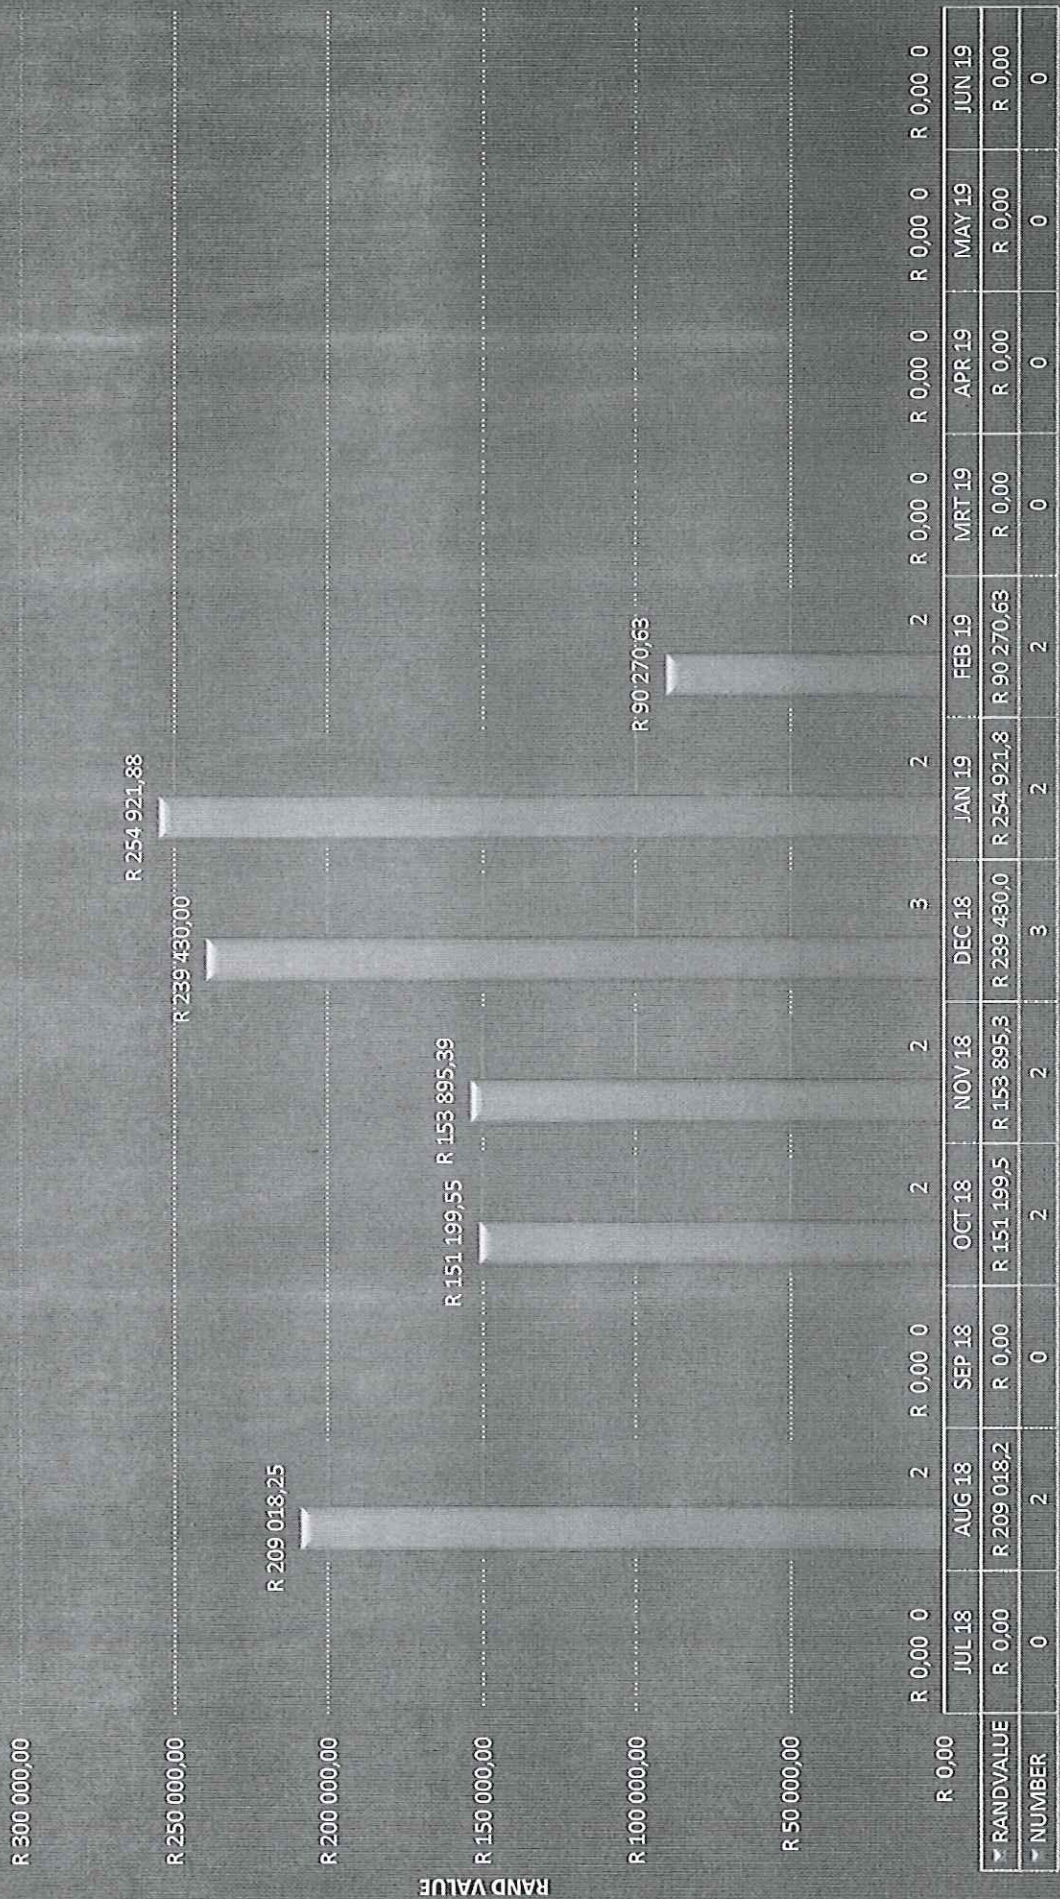 R 300 000,00
R 250 000,00
R 200 000,00
R 150 000,00
R 100 000,00
R 50 000,00
R 0,00
RAND VALUE
R 0,00 0
R 209 018,25
2
R 0,00 0
R 151 199,55
2
R 153 895,39
2
R 239 430,00
3
R 254 921,88
2
R 90 270,63
2
R 0,00 0
R 0,00 0
R 0,00 0
R 0,00 0
JUL 18 AUG 18 SEP 18 OCT 18 NOV 18 DEC 18 JAN 19 FEB 19 MRT 19 APR 19 MAY 19 JUN 19
RANDVALUE R 0,00 R 209 018,2 R 0,00 R 151 199,5 R 153 895,3 R 239 430,0 R 254 921,8 R 90 270,63 R 0,00 R 0,00 R 0,00 R 0,00
NUMBER 0 2 0 2 2 3 2 2 0 0 0 0